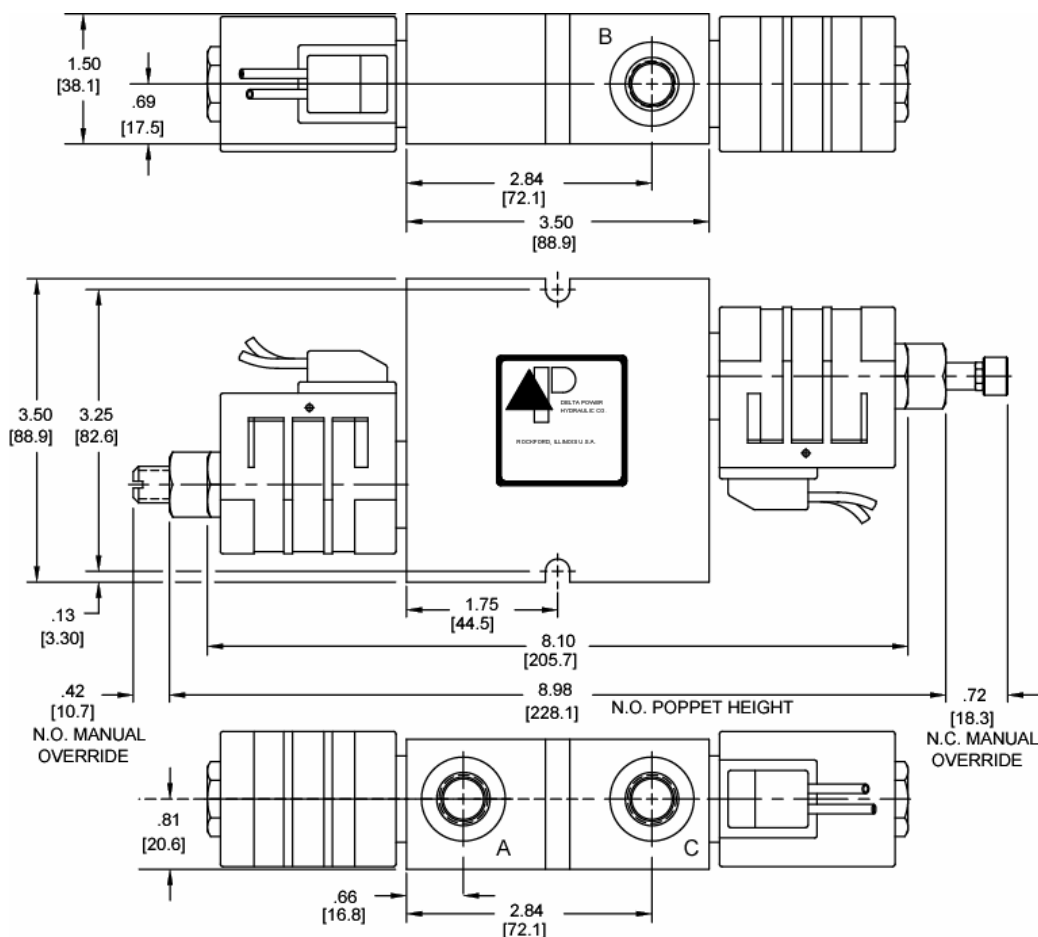 B
1.50
[38.1]
.69
[17.5]
2.84
[72.1]
3.50
[88.9]
3.50
[88.9]
3.25
[82.6]
DELTA POWER
HYDRAULIC CO.
ROCKFORD, ILLINOIS U.S.A.
.13
[3.30]
1.75
[44.5]
8.10
[205.7]
.42
[10.7]
N.O. MANUAL
OVERRIDE
8.98
[228.1]
N.O. POPPET HEIGHT
.72
[18.3]
N.C. MANUAL
OVERRIDE
.81
[20.6]
A
C
.66
[16.8]
2.84
[72.1]